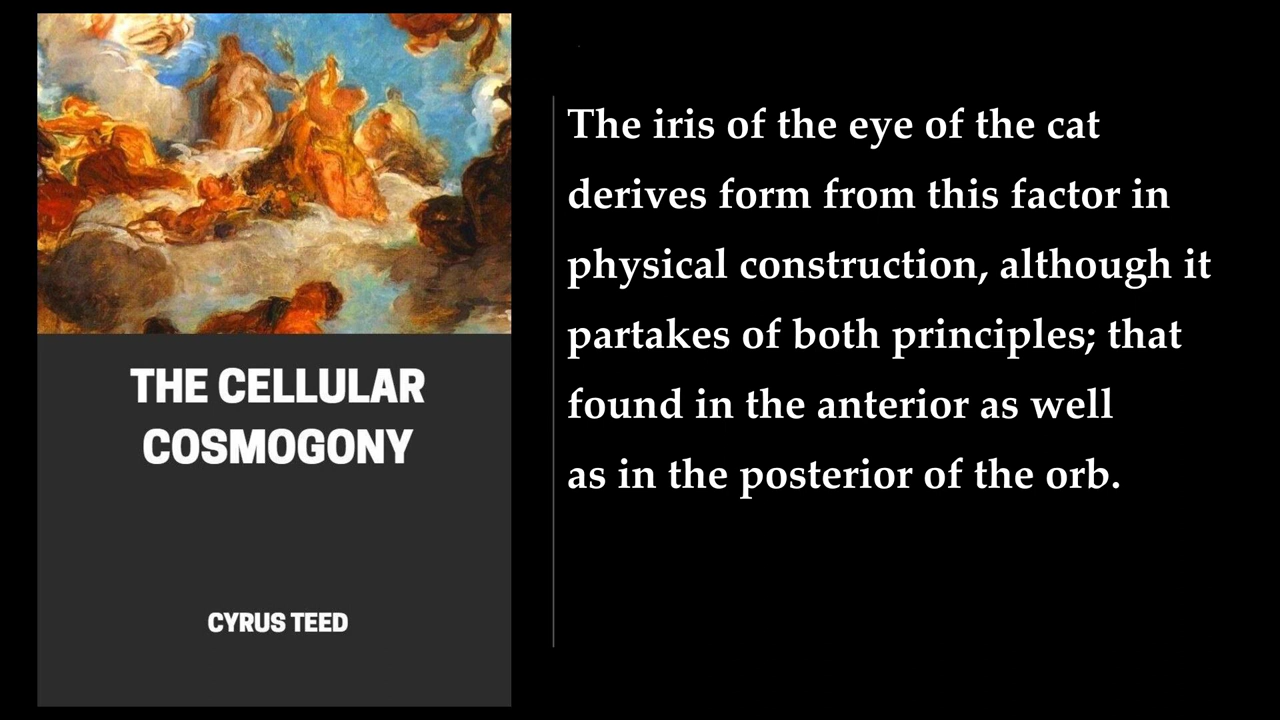 THE CELLULAR
COSMOGONY
CYRUS TEED
The iris of the eye of the cat
derives form from this factor in
physical construction, although it
partakes of both principles; that
found in the anterior as well
as in the posterior of the orb.